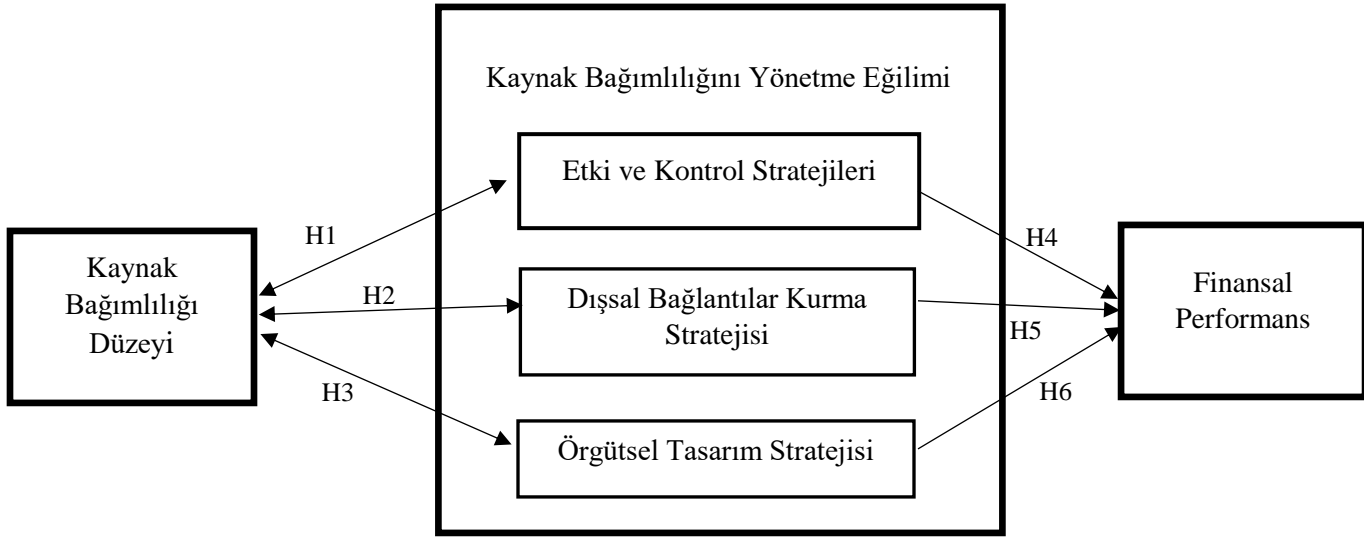 Kaynak Bağımlılığını Yönetme Eğilimi
Etki ve Kontrol Stratejileri
H1
H4
Kaynak
Bağımlılığı
Düzeyi
H2
Dışsal Bağlantılar Kurma
Stratejisi
H5
Finansal
Performans
H3
H6
Örgütsel Tasarım Stratejisi